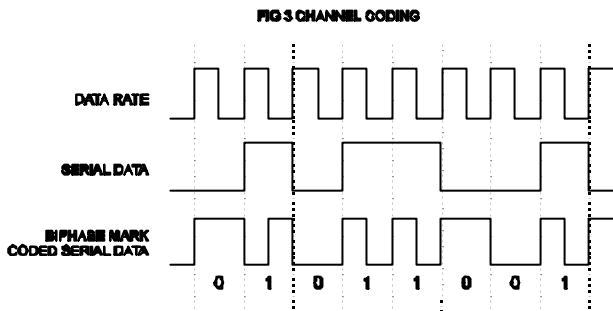 FIG 3 CHANNEL CODING
DATA RATE
SERIAL DATA
BIPHASE MARK
CODED SERIAL DATA
0 1 0 1 1 0 0 1